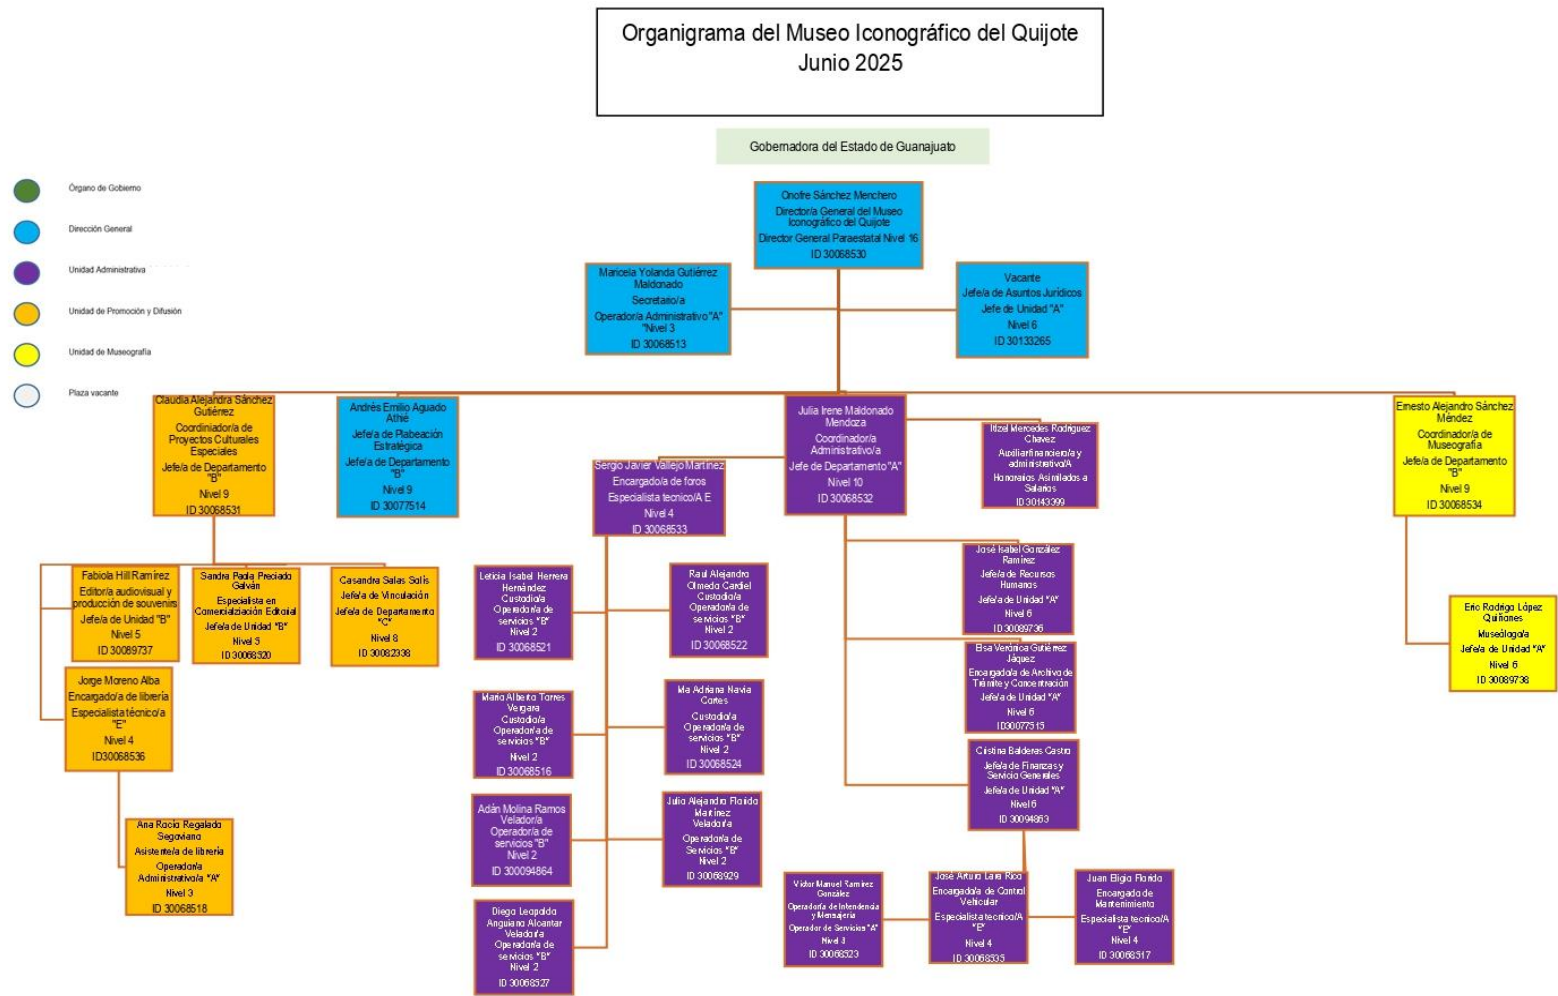 Organigrama del Museo Iconográfico del Quijote
Junio 2025
Gobernadora del Estado de Guanajuato
Órgano de Gobierno
Dirección General
Unidad Administrativa
Unidad de Promoción y Difusión
Unidad de Museografía
Plaza vacante
Onofre Sánchez Menchero
Director/a General del Museo
Iconográfico del Quijote
Director General Paraestatal Nivel 16
ID 30068530
Maricela Yolanda Gutiérrez
Maldonado
Secretario/a
Operador/a Administrativo "A"
"Nivel 3
ID 30068513
Vacante
Jefe/a de Asuntos Jurídicos
Jefe de Unidad "A"
Nivel 6
ID 30133265
Claudia Alejandra Sánchez
Gutiérrez
Coordiniador/a de
Proyectos Culturales
Especiales
Jefe/a de Departamento
"B"
Nivel 9
ID 30068531
Andrés Emilio Aguado
Athié
Jefe/a de Plabeación
Estratégica
Jefe/a de Departamento
"B"
Nivel 9
ID 30077514
Julia Irene Maldonado
Mendoza
Coordinador/a
Administrativo/a
Jefe de Departamento "A"
Nivel 10
ID 30068532
Itzel Mercedes Rodríguez
Chavez
Auxiliarfinanciero/a y
administrativo/A
Honorarios Asimilados a
Salarios
ID 30143399
Ernesto Alejandro Sánchez
Méndez
Coordinador/a de
Museografía
Jefe/a de Departamento
"B"
Nivel 9
ID 30068534
Sergio Javier Vallejo Martínez
Encargado/a de foros
Especialista tecnico/A E
Nivel 4
ID 30068533
Fabiola Hill Ramírez
Editor/a audiovisual y
producción de souvenirs
Jefe/a de Unidad "B"
Nivel 5
ID 30089737
Sandra Paola Preciado
Galván
Especialista en
Comercialziación Editorial
Jefe/a de Unidad "B"
Nivel 5
ID 30068520
Casandra Salas Solís
Jefe/a de Vinculación
Jefe/a de Departamento
"C"
Nivel 8
ID 30082338
Jorge Moreno Alba
Encargado/a de librería
Especialista técnico/a
"E"
Nivel 4
ID30068536
Ana Rocío Regalado
Segoviano
Asistente/a de librería
Operador/a
Administrativo/a "A"
Nivel 3
ID 30068518
Leticia Isabel Herrera
Hernández
Custodio/a
Operador/a de
servicios "B"
Nivel 2
ID 30068521
Raul Alejandro
Olmedo Cardiel
Custodio/a
Operador/a de
servicios "B"
Nivel 2
ID 30068522
María Alberta Torres
Vergara
Custodio/a
Operador/a de
servicios "B"
Nivel 2
ID 30068516
Ma Adriana Navia
Cortes
Custodio/a
Operador/a de
servicios "B"
Nivel 2
ID 30068524
Adán Molina Ramos
Velador/a
Operador/a de
servicios "B"
Nivel 2
ID 300094864
Julio Alejandro Florido
Martínez
Velador/a
Operador/a de
Servicios "B"
Nivel 2
ID 30068929
Diego Leopoldo
Anguiano Alcantar
Velador/a
Operador/a de
servicios "B"
Nivel 2
ID 30068527
José Isabel González
Ramírez
Jefe/a de Recursos
Humanos
Jefe/a de Unidad "A"
Nivel 6
ID 30089736
Elsa Verónica Gutiérrez
Jáquez
Encargado/a de Archivo de
Trámite y Concentración
Jefe/a de Unidad "A"
Nivel 6
ID30077515
Cristina Balderas Castro
Jefe/a de Finanzas y
Servicio Generales
Jefe/a de Unidad "A"
Nivel 6
ID 30094863
Víctor Manuel Ramírez
González
Operador/a de Intendencia
y Mensajería
Operador de Servicios "A"
Nivel 3
ID 30068523
José Arturo Lara Rico
Encargado/a de Control
Vehicular
Especialista tecnico/A
"E"
Nivel 4
ID 30068535
Juan Eligio Florido
Encargado de
Mantenimiento
Especialista tecnico/A
"E"
Nivel 4
ID 30068517
Eric Rodrigo López
Quiñones
Museólogo/a
Jefe/a de Unidad "A"
Nivel 6
ID 30089738